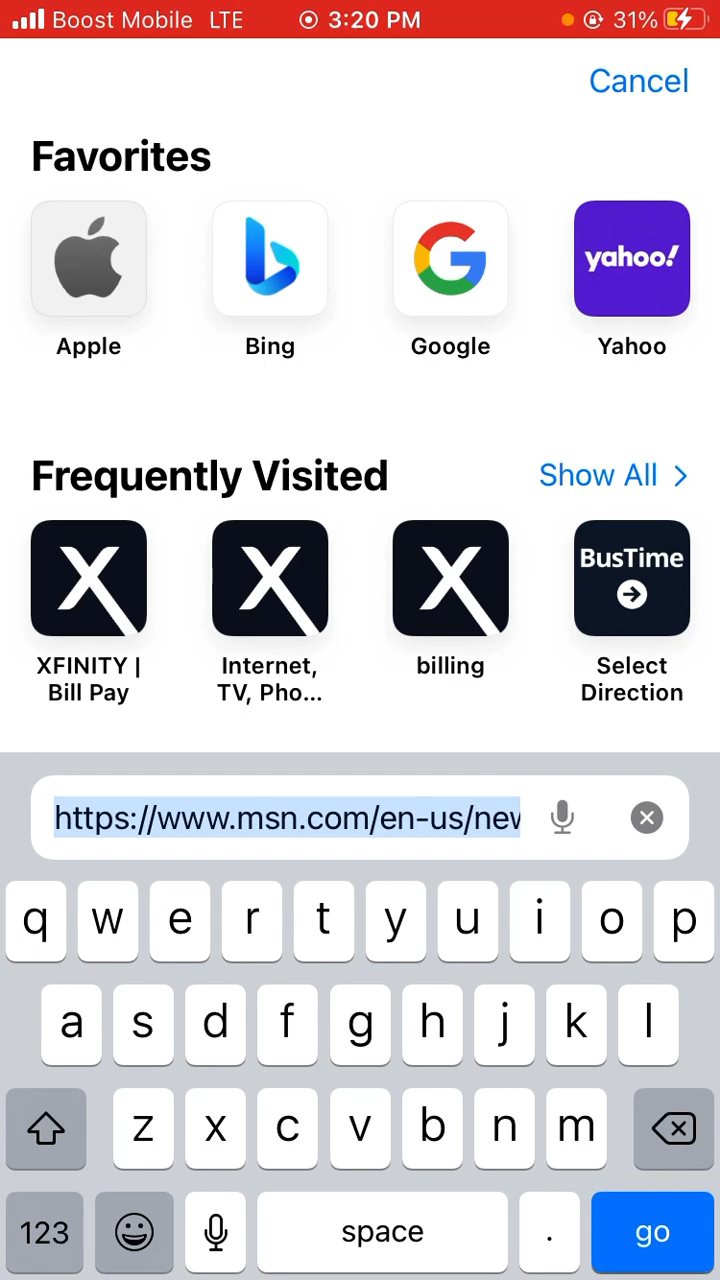 Boost Mobile LTE 3:20 PM 31%
Cancel
Favorites
yahoo!
Apple Bing Google Yahoo
Frequently Visited Show All
BusTime
XFINITY | Internet, billing Select
Bill Pay TV, Pho... Direction
https://www.msn.com/en-us/new
q w e r t y u i o p
a s d f g h j k l
z x c v b n m
123 space . go